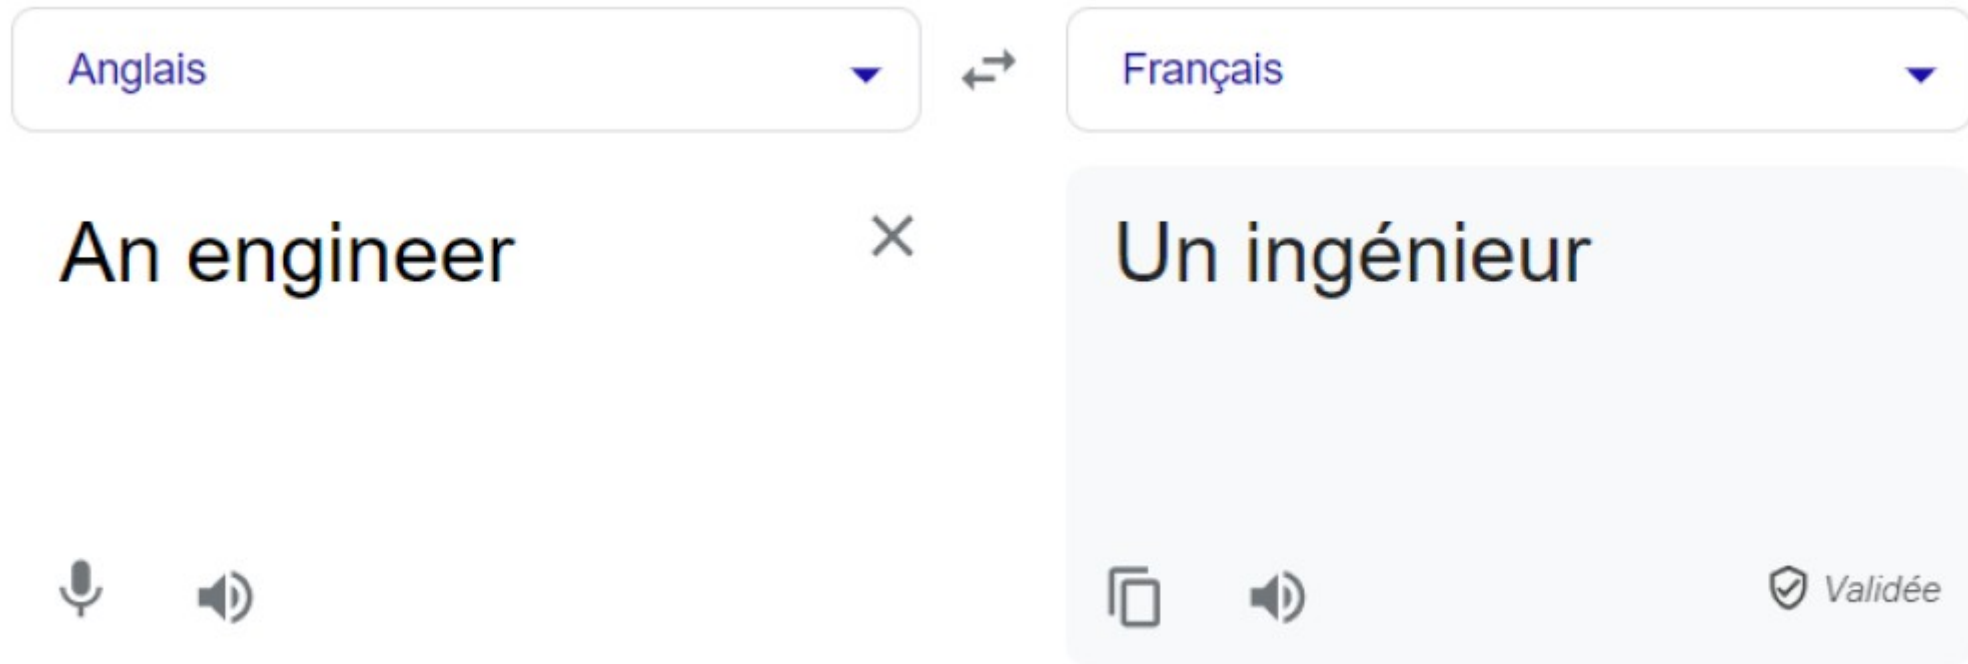 Anglais
Français
An engineer
Un ingénieur
Validée